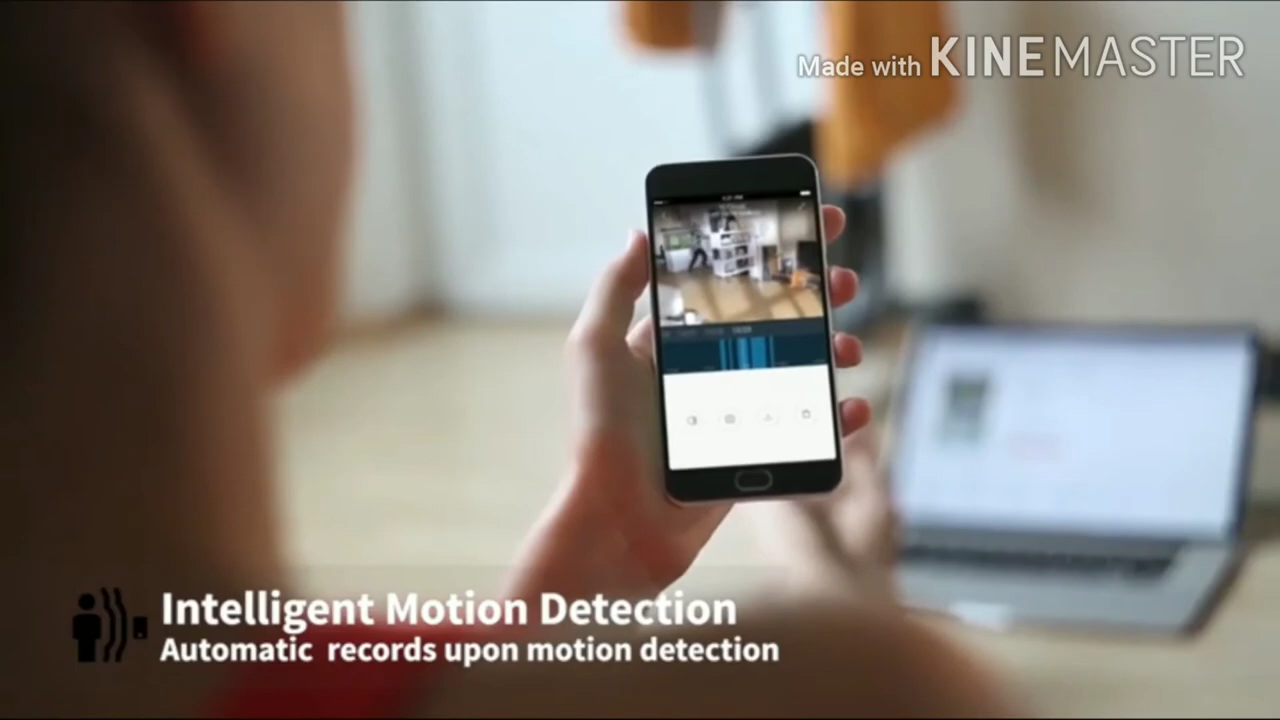 Made with KINEMASTER
Intelligent Motion Detection
Automatic records upon motion detection